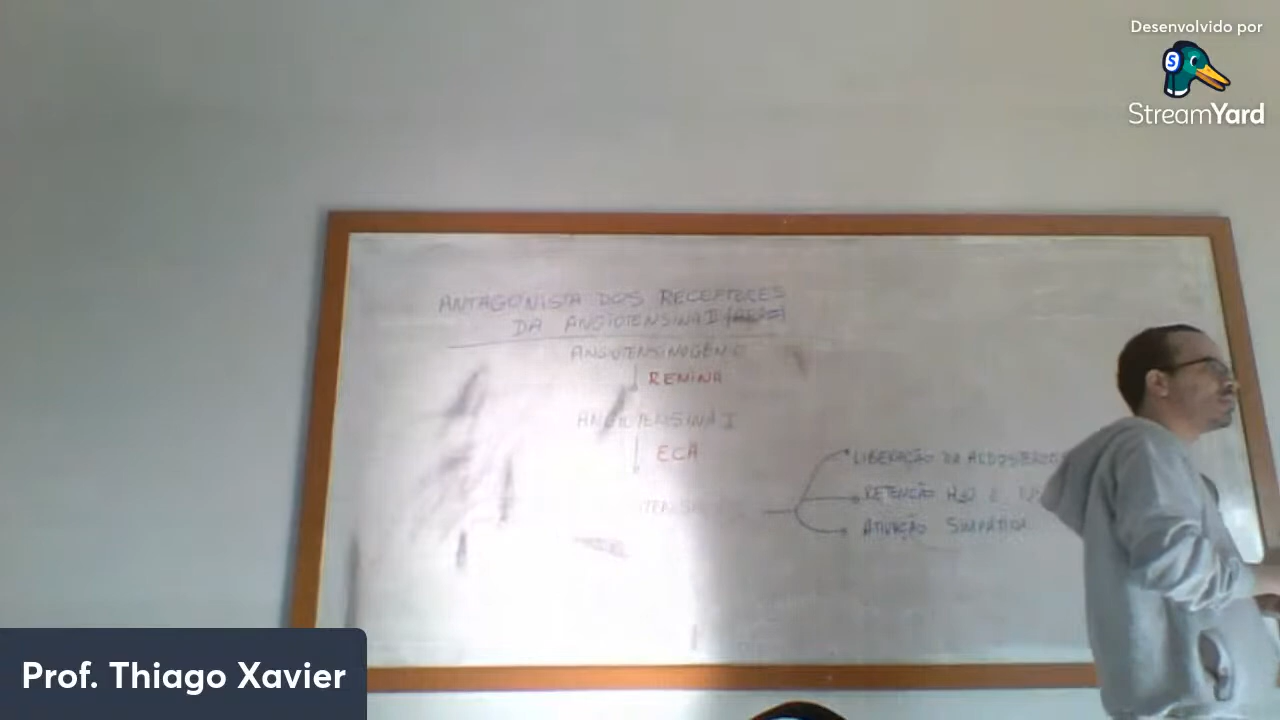 Desenvolvido por
StreamYard
ANTAGONISTA DOS RECEPTORES
DA ANGIOTENSINA II
ANGIOTENSINOGÊNIO
RENINA
ANGIOTENSINA I
ECA
LIBERAÇÃO DA
RETENÇÃO H2O E
ATIVAÇÃO SIMPÁTICA
Prof. Thiago Xavier